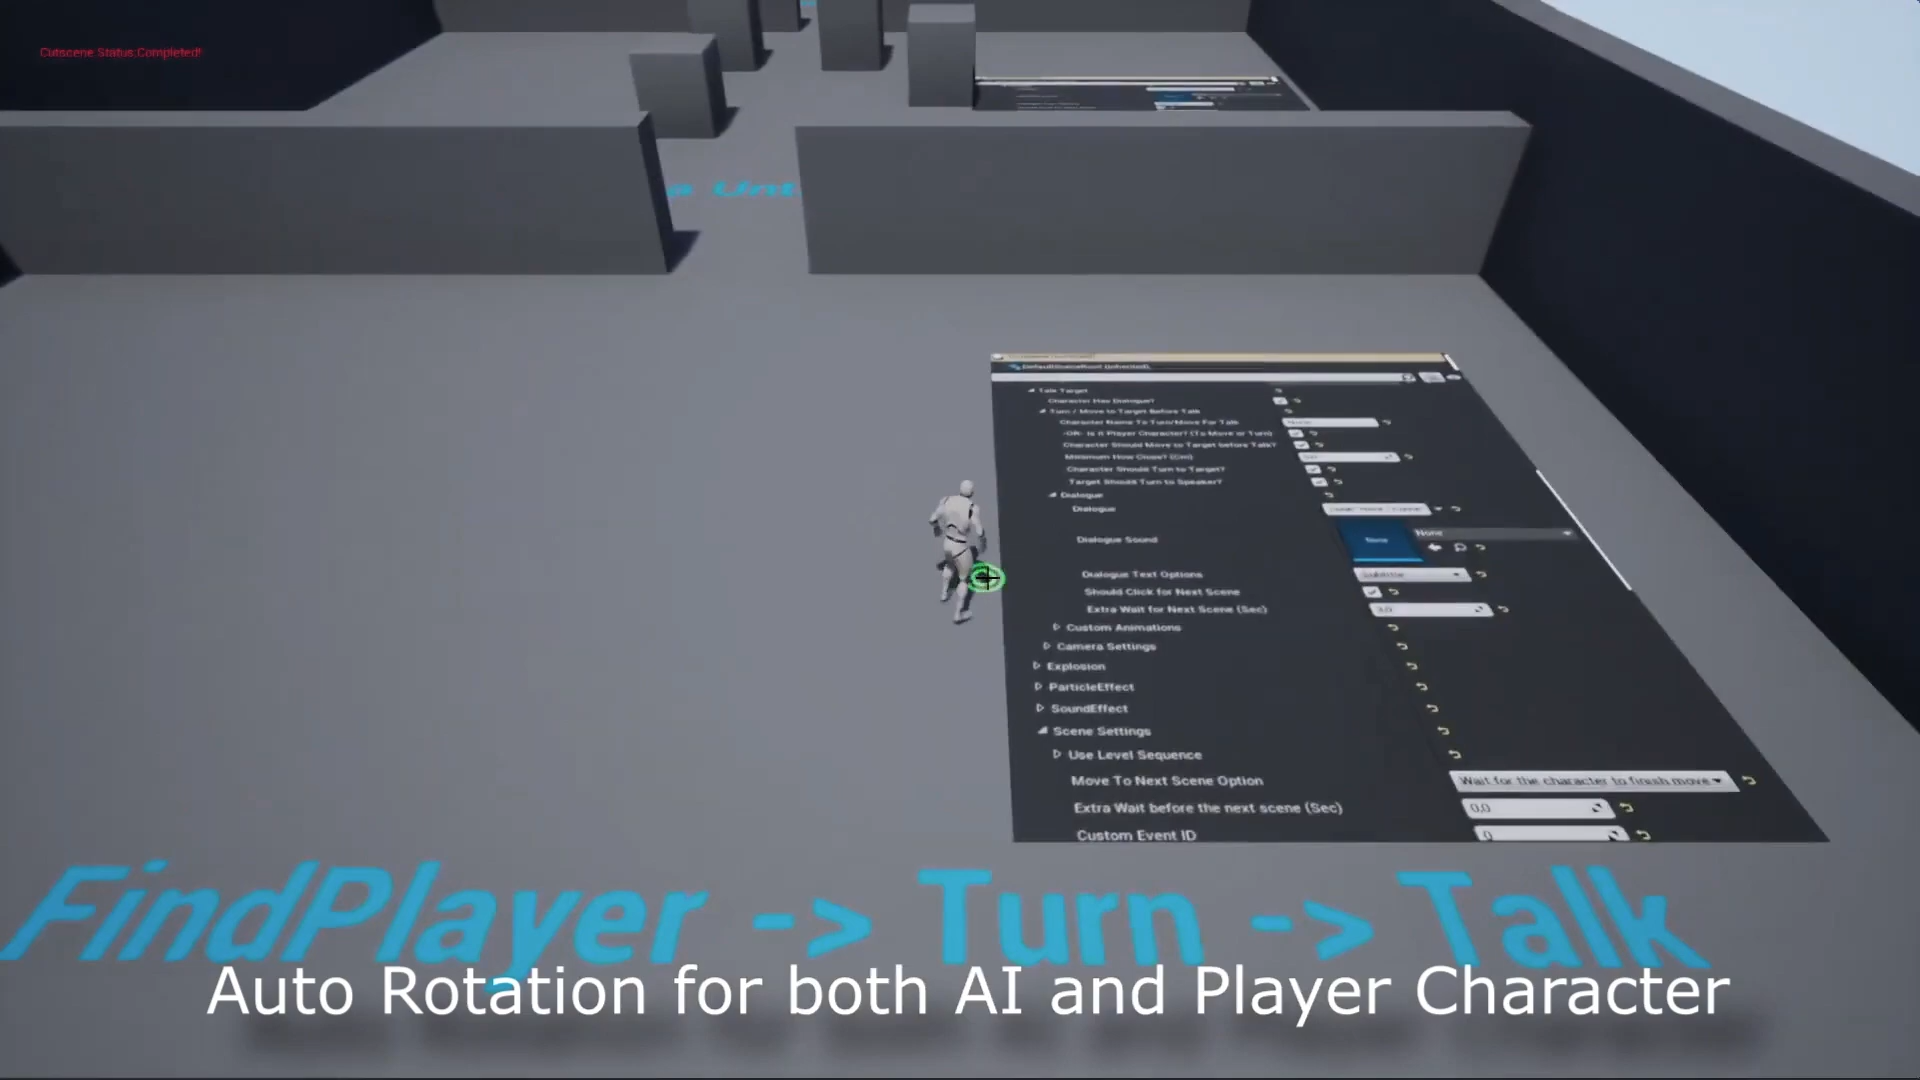 Cutscene Status:Completed!
Unt
DefaultSceneRoot (Inherited)
Talk Target
Character Has Dialogue?
Turn / Move to Target Before Talk
Character Name To Turn/Move For Talk
-OR- Is it Player Character? (To Move or Turn)
Character Should Move to Target before Talk?
Minimum How Close? (Cm)
Character Should Turn to Target?
Target Should Turn to Speaker?
Dialogue
Dialogue
Dialogue Sound
None
None
Dialogue Text Options
Subtitle
Should Click for Next Scene
Extra Wait for Next Scene (Sec)
3.0
Custom Animations
Camera Settings
Explosion
ParticleEffect
SoundEffect
Scene Settings
Use Level Sequence
Move To Next Scene Option
Wait for the character to finish move
Extra Wait before the next scene (Sec)
0.0
Custom Event ID
0
FindPlayer -> Turn -> Talk
Auto Rotation for both AI and Player Character